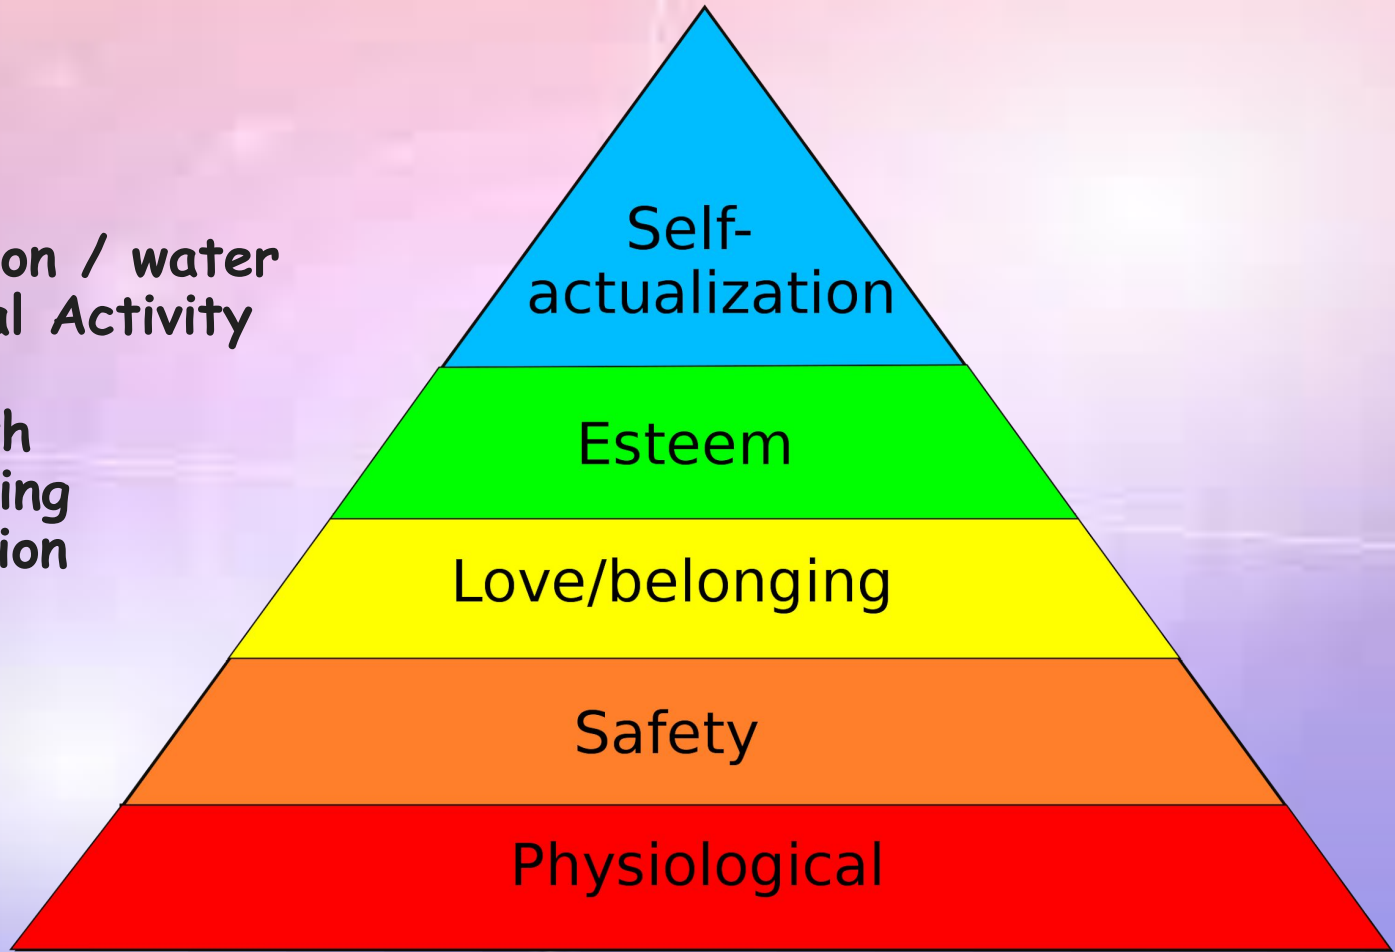 on / water
al Activity
h
ing
ion
Self-
actualization
Esteem
Love/belonging
Safety
Physiological